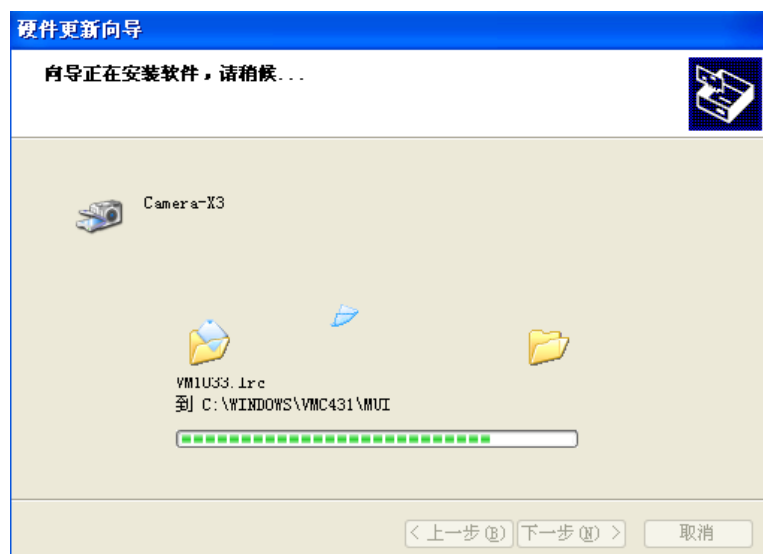 硬件更新向导
向导正在安装软件，请稍候...
Camera-X3
VM1033.lrc
到 C:\WINDOWS\VMC431\MUI
< 上一步(B) 下一步(N) > 取消